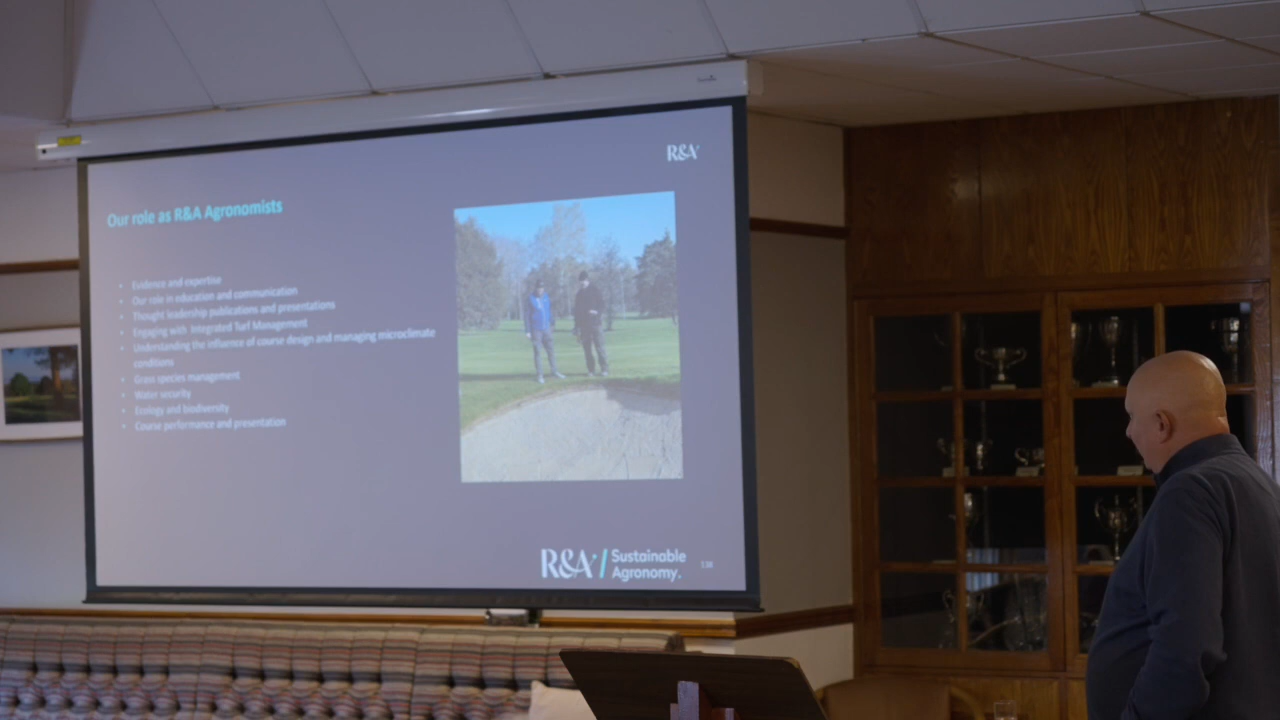 R&A
Our role as R&A Agronomists
• Evidence and expertise
• Our role in education and communication
• Thought leadership publications and presentations
• Engaging with Integrated Turf Management
• Understanding the influence of course design and managing microclimate
conditions
• Grass species management
• Water security
• Ecology and biodiversity
• Course performance and presentation
R&A / Sustainable
Agronomy.